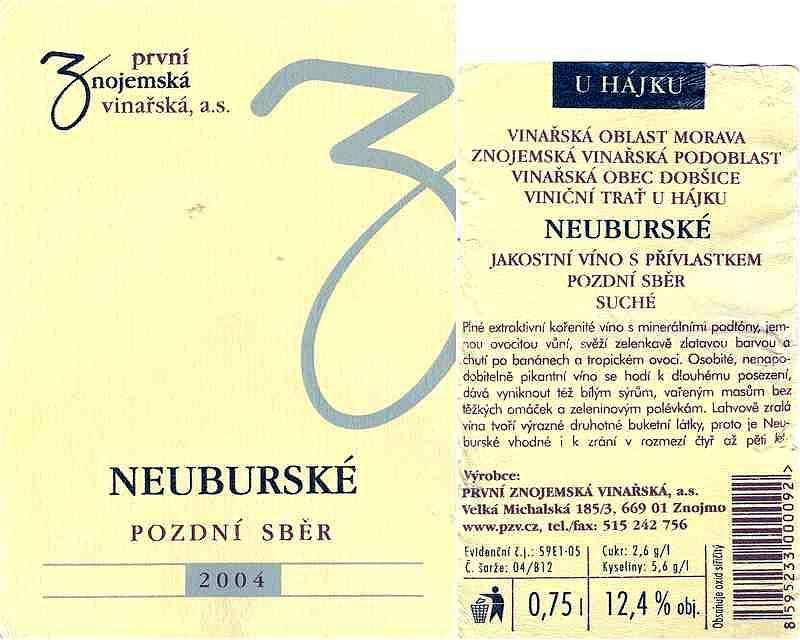 první
Znojemská
vinařská, a.s.
NEUBURSKÉ
POZDNÍ SBĚR
2004
U HÁJKU
VINAŘSKÁ OBLAST MORAVA
ZNOJEMSKÁ VINAŘSKÁ PODOBLAST
VINAŘSKÁ OBEC DOBŠICE
VINIČNÍ TRAŤ U HÁJKU
NEUBURSKÉ
JAKOSTNÍ VÍNO S PŘÍVLASTKEM
POZDNÍ SBĚR
SUCHÉ
Plné extraktivní kořenité víno s minerálními podtóny, jem-
nou ovocitou vůní, svěží zelenkavě zlatavou barvou a
chutí po banánech a tropickém ovoci. Osobité, nenapo-
dobitelně pikantní víno se hodí k dlouhému posezení,
dává vyniknout též bílým sýrům, vařeným masům bez
těžkých omáček a zeleninovým polévkám. Lahvově zralá
vína tvoří výrazné druhotné buketní látky, proto je Neu-
burské vhodné i k zrání v rozmezí čtyř až pěti let.
Výrobce:
PRVNÍ ZNOJEMSKÁ VINAŘSKÁ, a.s.
Velká Michalská 185/3, 669 01 Znojmo
www.pzv.cz, tel./fax: 515 242 756
Evidenční č.j.: 59E1-05
Č. šarže: 04/B12
Cukr: 2,6 g/l
Kyseliny: 5,6 g/l
0,75 l
12,4 % obj.
Obsahuje oxid siřičitý
8 595233 000092 >